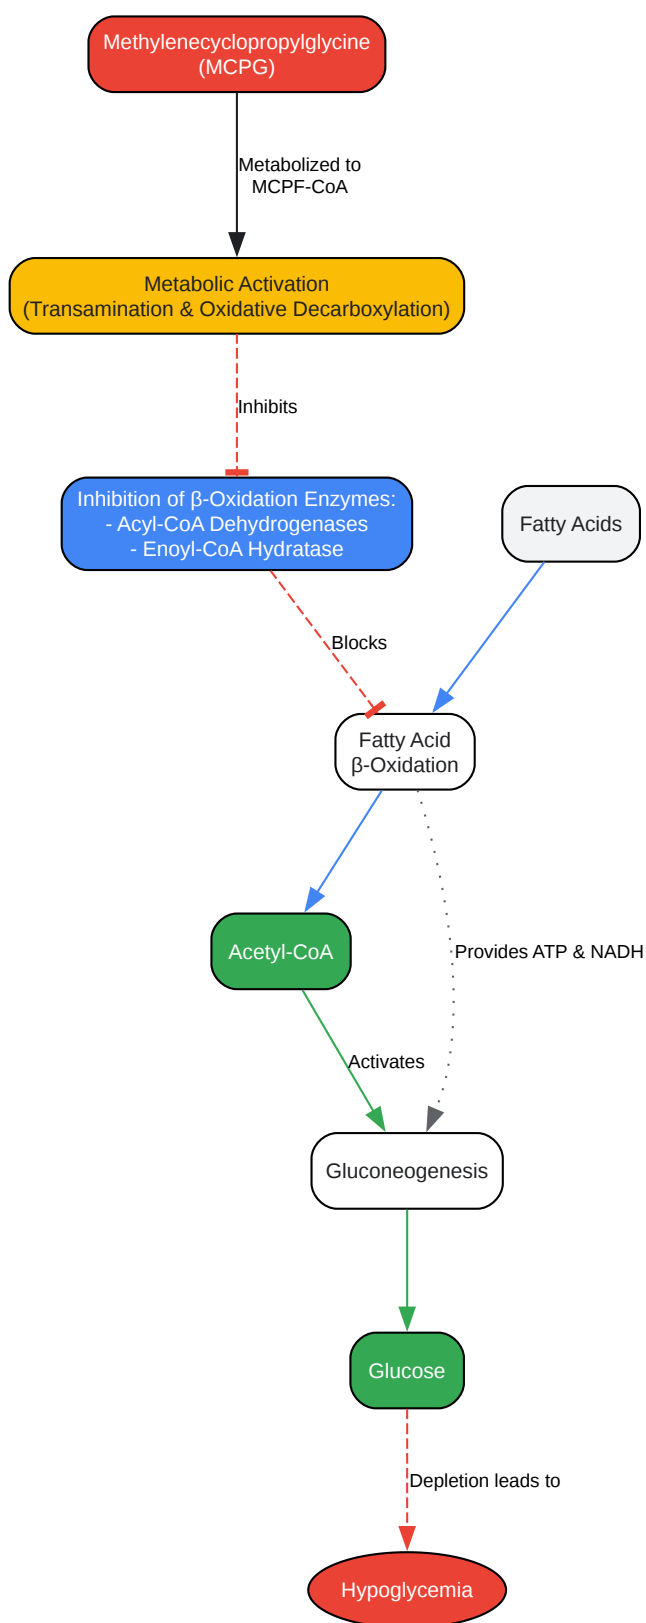 Methylenecyclopropylglycine
(MCPG)
Metabolized to
MCPF-CoA
Metabolic Activation
(Transamination & Oxidative Decarboxylation)
Inhibits
Inhibition of β-Oxidation Enzymes:
- Acyl-CoA Dehydrogenases
- Enoyl-CoA Hydratase
Fatty Acids
Blocks
Fatty Acid
β-Oxidation
Acetyl-CoA
Provides ATP & NADH
Activates
Gluconeogenesis
Glucose
Depletion leads to
Hypoglycemia